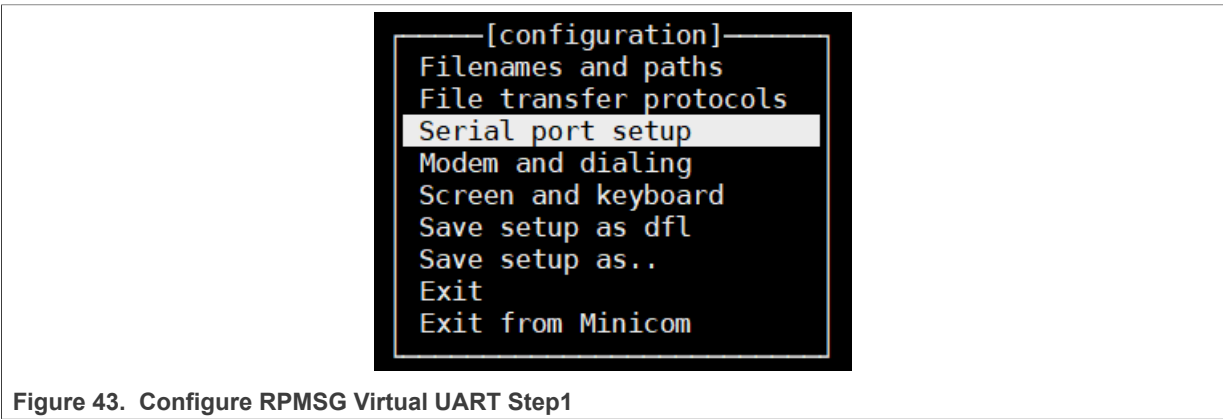 [configuration]
Filenames and paths
File transfer protocols
Serial port setup
Modem and dialing
Screen and keyboard
Save setup as dfl
Save setup as..
Exit
Exit from Minicom
Figure 43. Configure RPMSG Virtual UART Step1